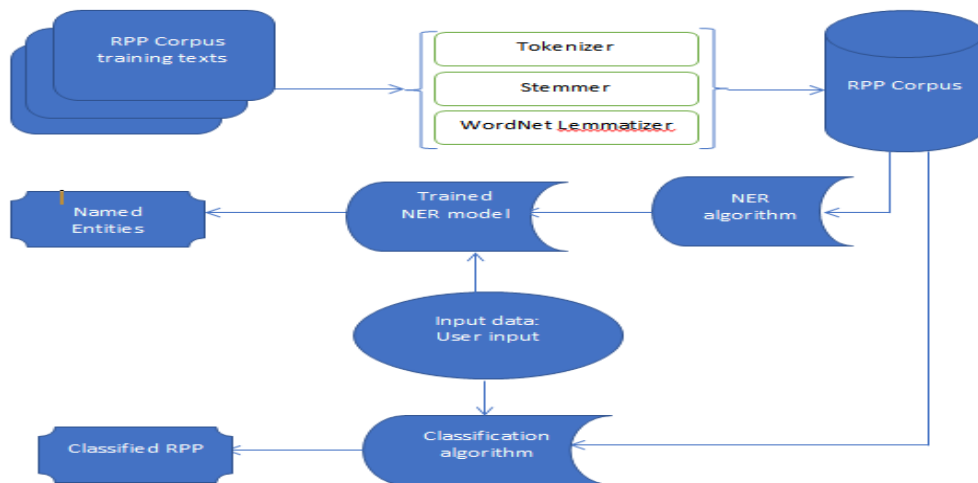 RPP Corpus
training texts
Tokenizer
Stemmer
WordNet Lemmatizer
RPP Corpus
Named
Entities
Trained
NER model
NER
algorithm
Input data:
User input
Classified RPP
Classification
algorithm